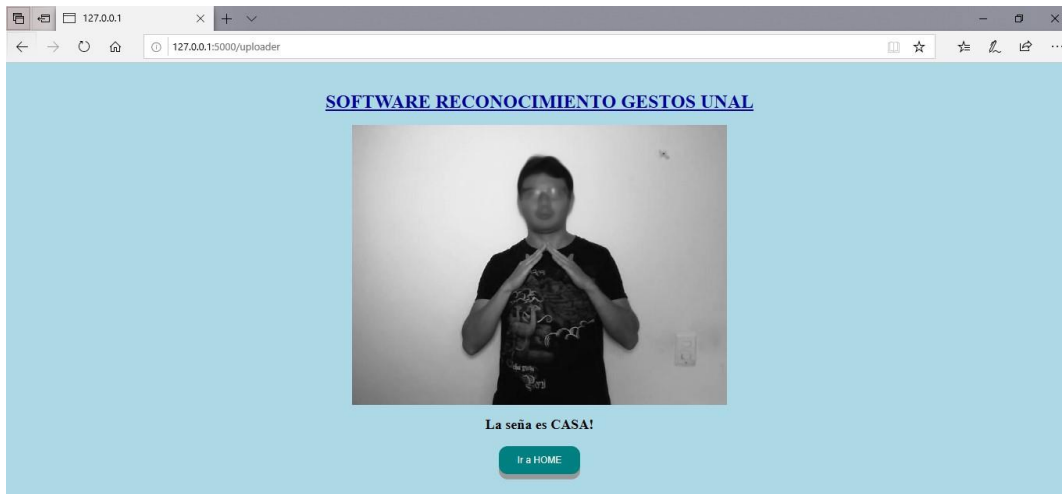 127.0.0.1
127.0.0.1:5000/uploader
SOFTWARE RECONOCIMIENTO GESTOS UNAL
La seña es CASA!
Ir a HOME